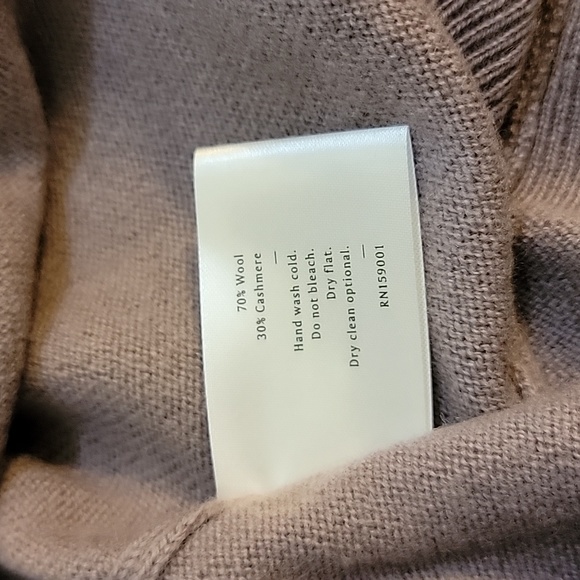 70% Wool
30% Cashmere
—
Hand wash cold.
Do not bleach.
Dry flat.
Dry clean optional.
—
RN159001